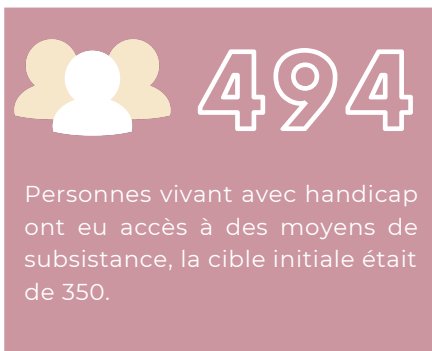 494
Personnes vivant avec handicap
ont eu accès à des moyens de
subsistance, la cible initiale était
de 350.